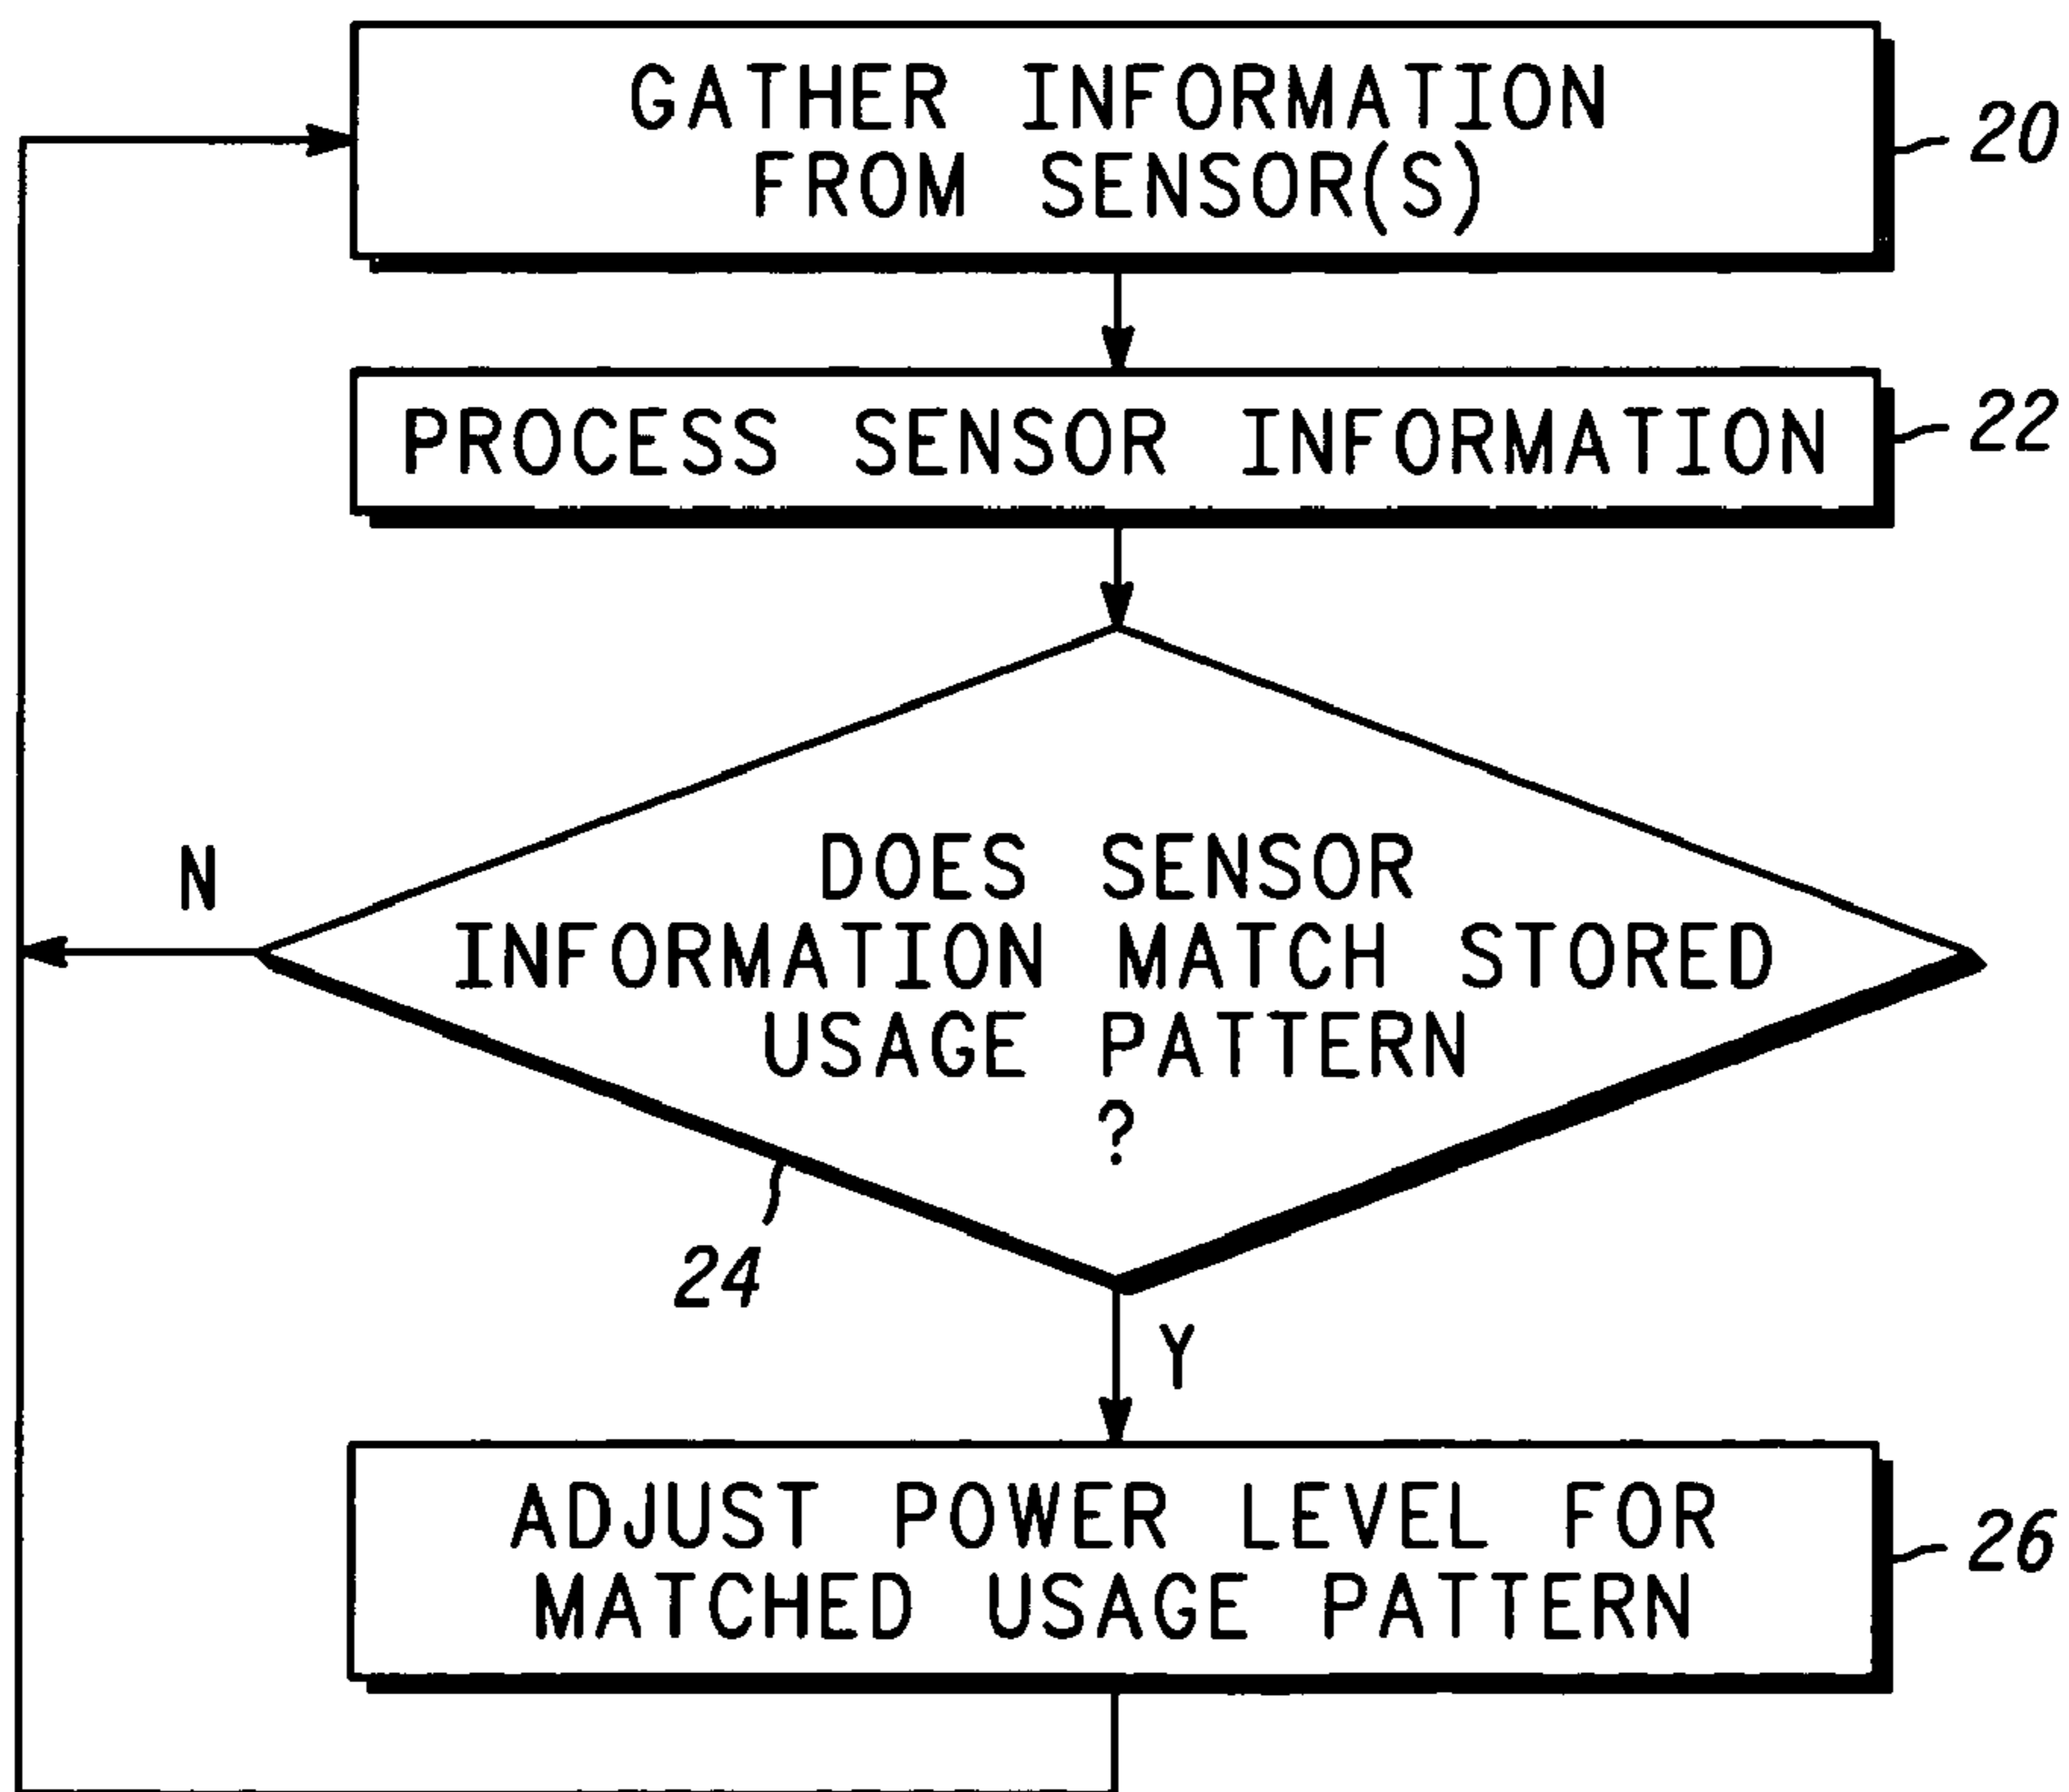 GATHER INFORMATION
FROM SENSOR(S)
20
PROCESS SENSOR INFORMATION
22
DOES SENSOR
INFORMATION MATCH STORED
USAGE PATTERN
?
N
24
Y
ADJUST POWER LEVEL FOR
MATCHED USAGE PATTERN
26